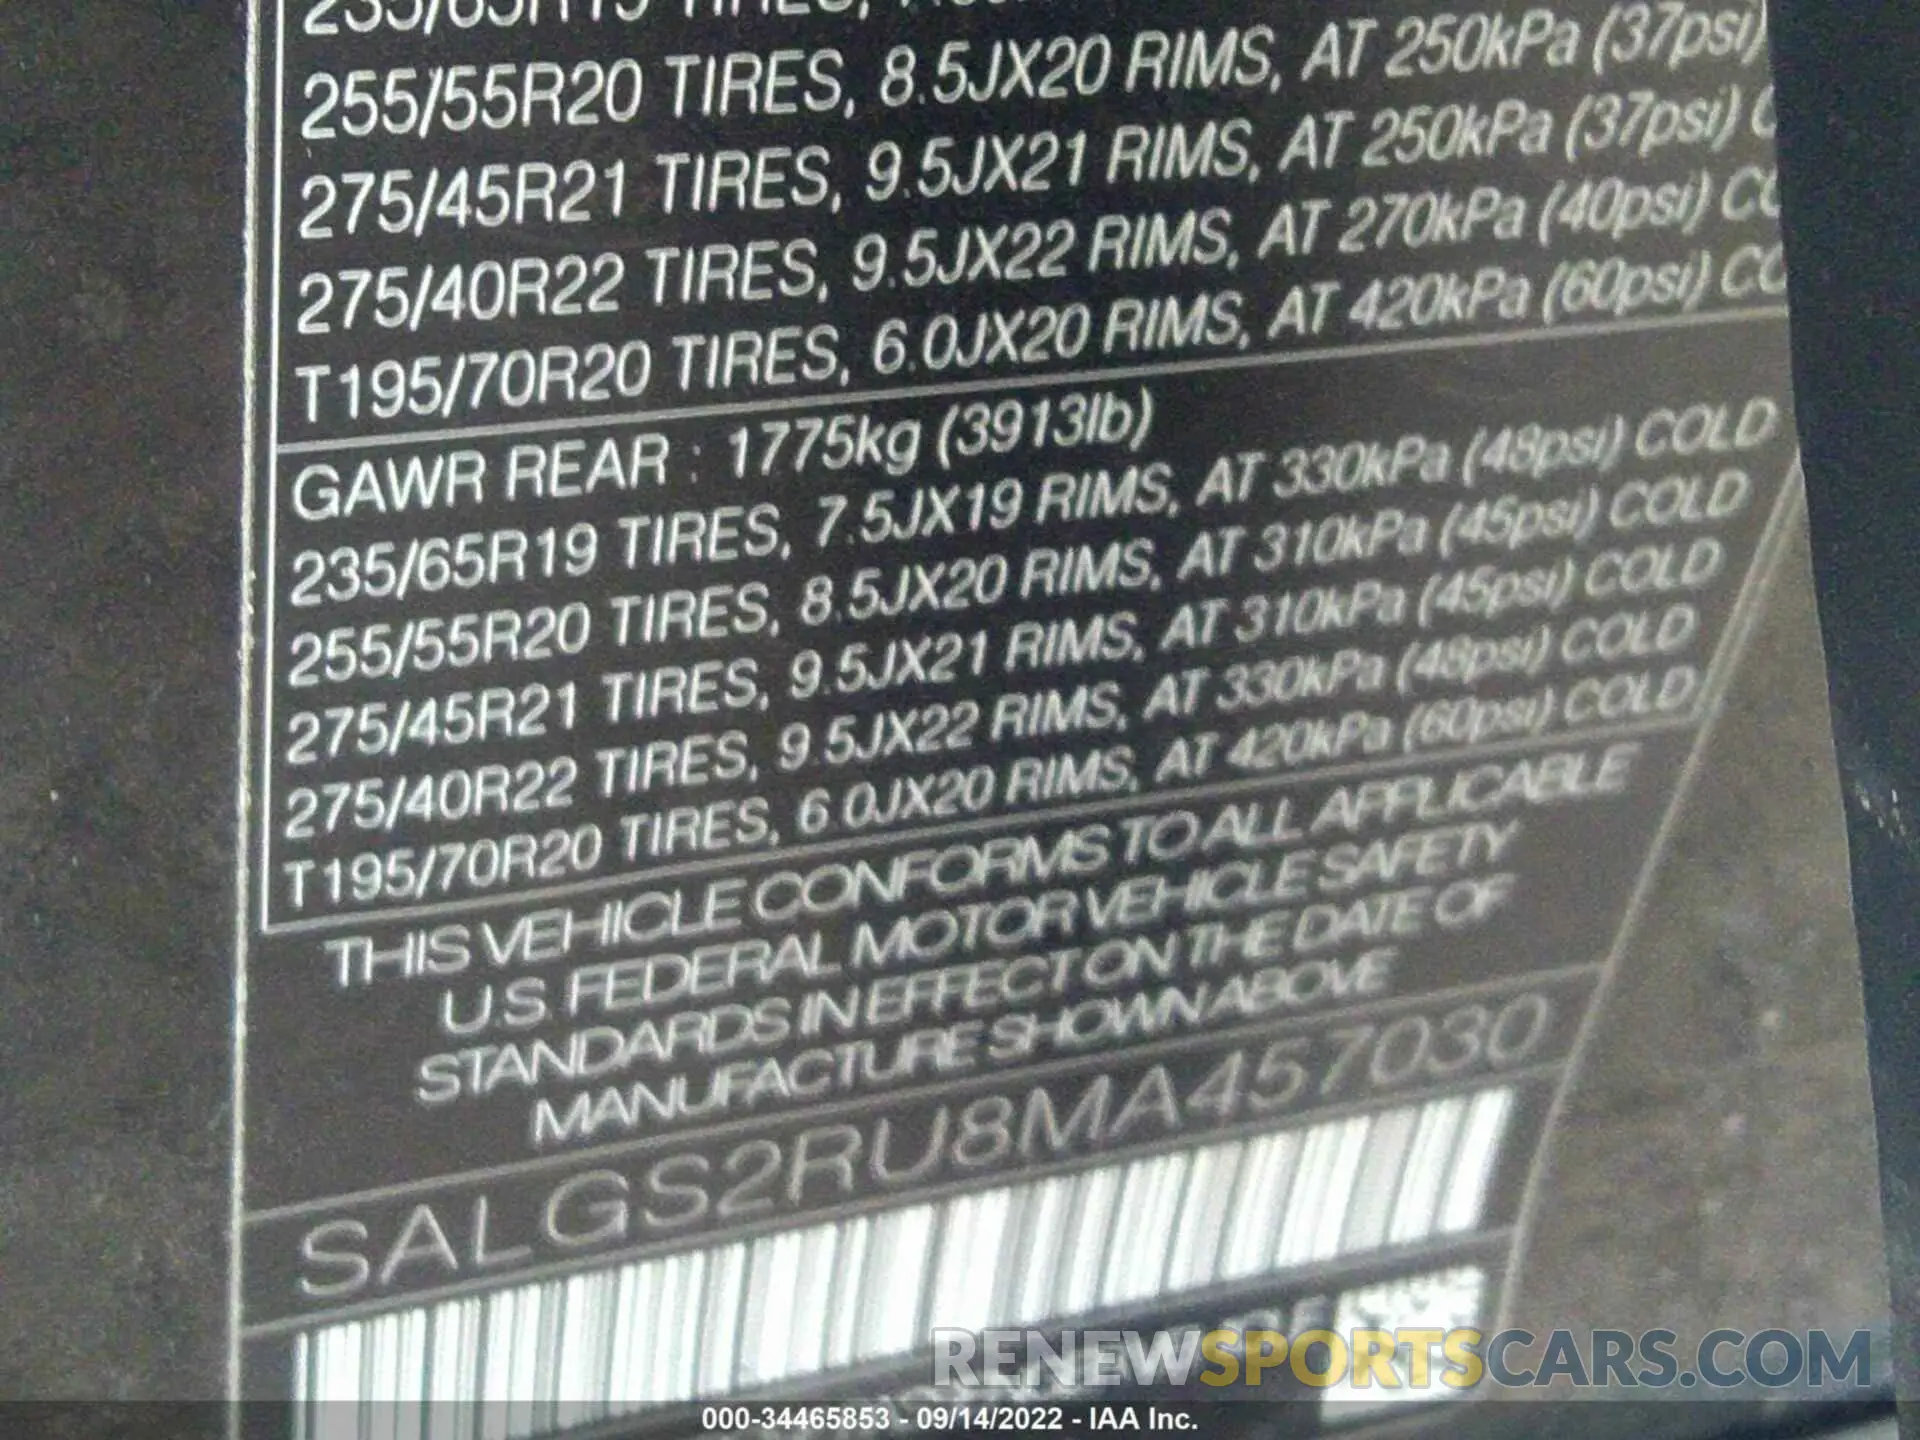 235/65R19 TIRES,
255/55R20 TIRES, 8.5JX20 RIMS, AT 250kPa (37psi)
275/45R21 TIRES, 9.5JX21 RIMS, AT 250kPa (37psi) C
275/40R22 TIRES, 9.5JX22 RIMS, AT 270kPa (40psi) CO
T195/70R20 TIRES, 6.0JX20 RIMS, AT 420kPa (60psi) CO
GAWR REAR : 1775kg (3913lb)
235/65R19 TIRES, 7.5JX19 RIMS, AT 330kPa (48psi) COLD
255/55R20 TIRES, 8.5JX20 RIMS, AT 310kPa (45psi) COLD
275/45R21 TIRES, 9.5JX21 RIMS, AT 310kPa (45psi) COLD
275/40R22 TIRES, 9.5JX22 RIMS, AT 330kPa (48psi) COLD
T195/70R20 TIRES, 6.0JX20 RIMS, AT 420kPa (60psi) COLD
THIS VEHICLE CONFORMS TO ALL APPLICABLE
U.S. FEDERAL MOTOR VEHICLE SAFETY
STANDARDS IN EFFECT ON THE DATE OF
MANUFACTURE SHOWN ABOVE
SALGS2RU8MA457030
RENEWSPORTSCARS.COM
000-34465853 - 09/14/2022 - IAA Inc.